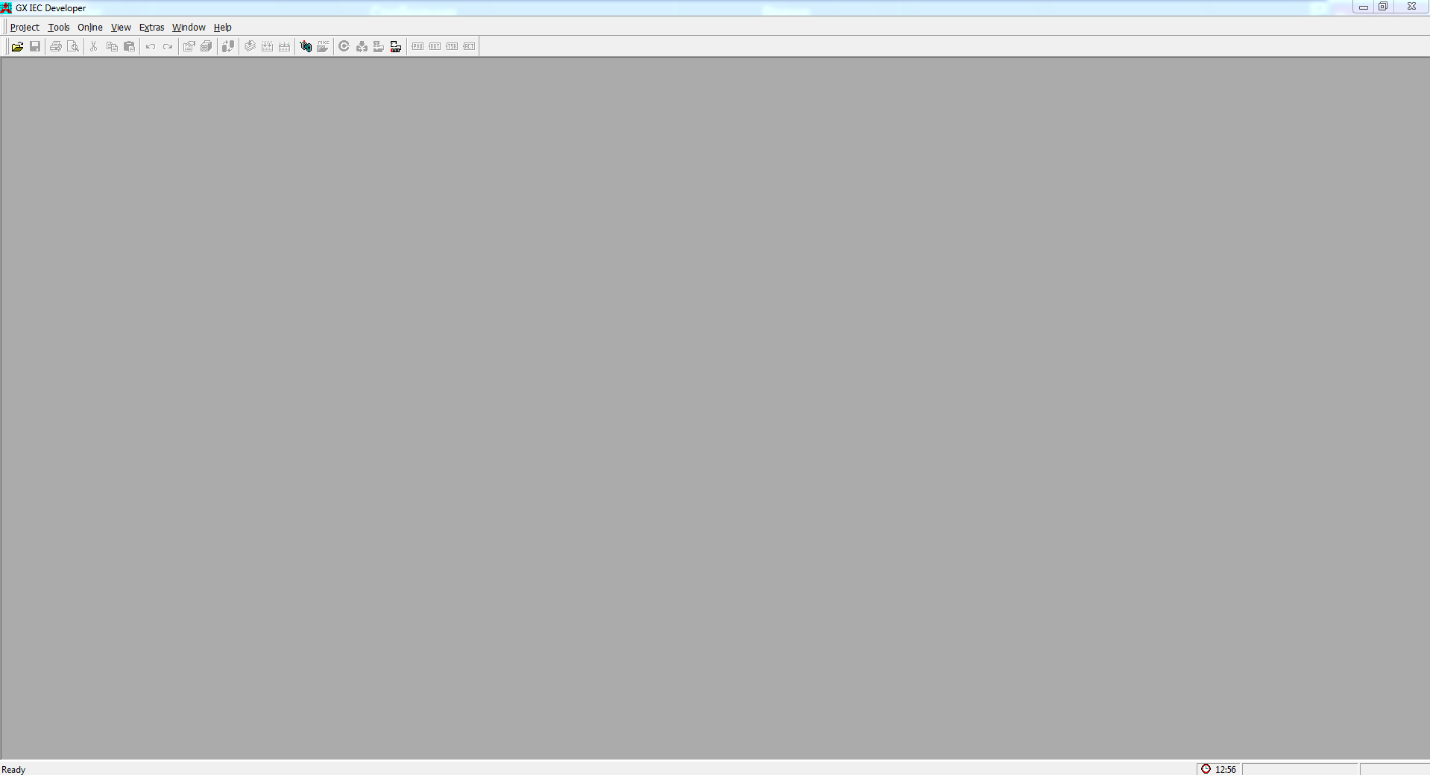 GX IEC Developer
Project Tools Online View Extras Window Help
Ready
12:56